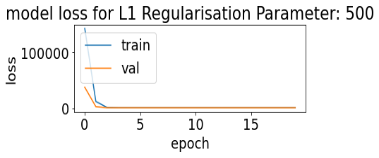 model loss for L1 Regularisation Parameter: 500
loss
100000
0
train
val
0 5 10 15
epoch